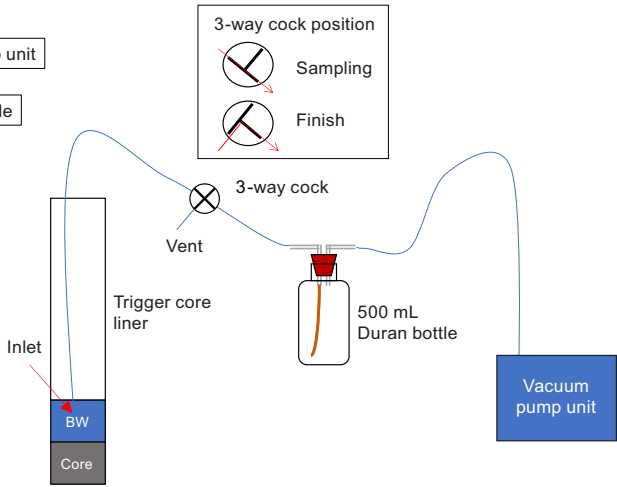 3-way cock position
unit
Sampling
le
Finish
3-way cock
Vent
Trigger core
liner
500 mL
Duran bottle
Inlet
Vacuum
pump unit
BW
Core